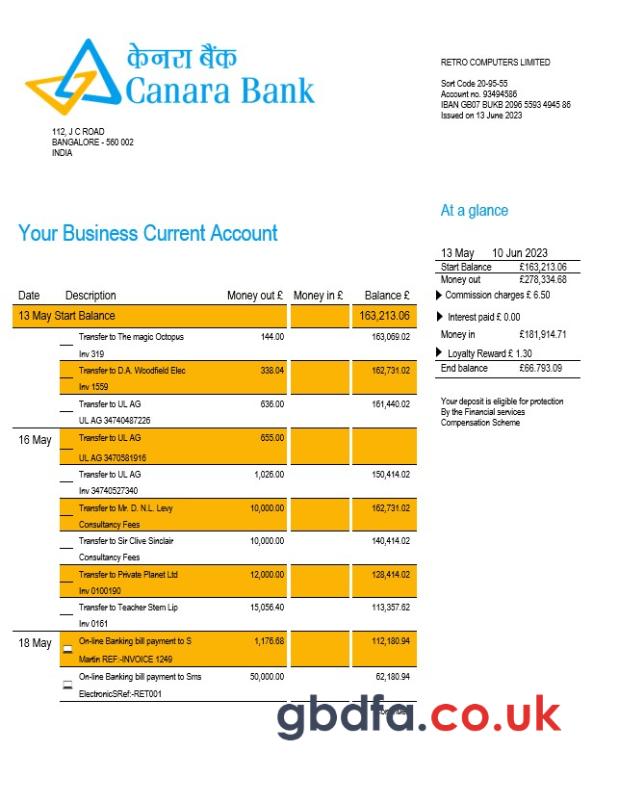 केनरा बैंक
Canara Bank
112, J C ROAD
BANGALORE - 560 002
INDIA
RETRO COMPUTERS LIMITED
Sort Code 20-95-55
Account no. 93494586
IBAN GB07 BUKB 2096 5593 4945 86
Issued on 13 June 2023
At a glance
13 May 10 Jun 2023
Start Balance £163,213.06
Money out £278,334.68
Commission charges £ 6.50
Interest paid £ 0.00
Money in £181,914.71
Loyalty Reward £ 1.30
End balance £66.793.09
Your deposit is eligible for protection
By the Financial services
Compensation Scheme
Your Business Current Account
Date Description Money out £ Money in £ Balance £
13 May Start Balance 163,213.06
Transfer to The magic Octopus 144.00 163,069.02
Inv 319
Transfer to D.A. Woodfield Elec 338.04 162,731.02
Inv 1559
Transfer to UL AG 636.00 161,440.02
UL AG 34740487226
16 May Transfer to UL AG 655.00
UL AG 3470581916
Transfer to UL AG 1,026.00 150,414.02
Inv 34740527340
Transfer to Mr. D. N.L. Levy 10,000.00 162,731.02
Consultancy Fees
Transfer to Sir Clive Sinclair 10,000.00 140,414.02
Consultancy Fees
Transfer to Private Planet Ltd 12,000.00 128,414.02
Inv 0100190
Transfer to Teacher Stem Lip 15,056.40 113,357.62
Inv 0161
18 May On-line Banking bill payment to S 1,176.68 112,180.94
Martin REF:-INVOICE 1249
On-line Banking bill payment to Sms 50,000.00 62,180.94
ElectronicSRef:-RET001
gbdfa.co.uk